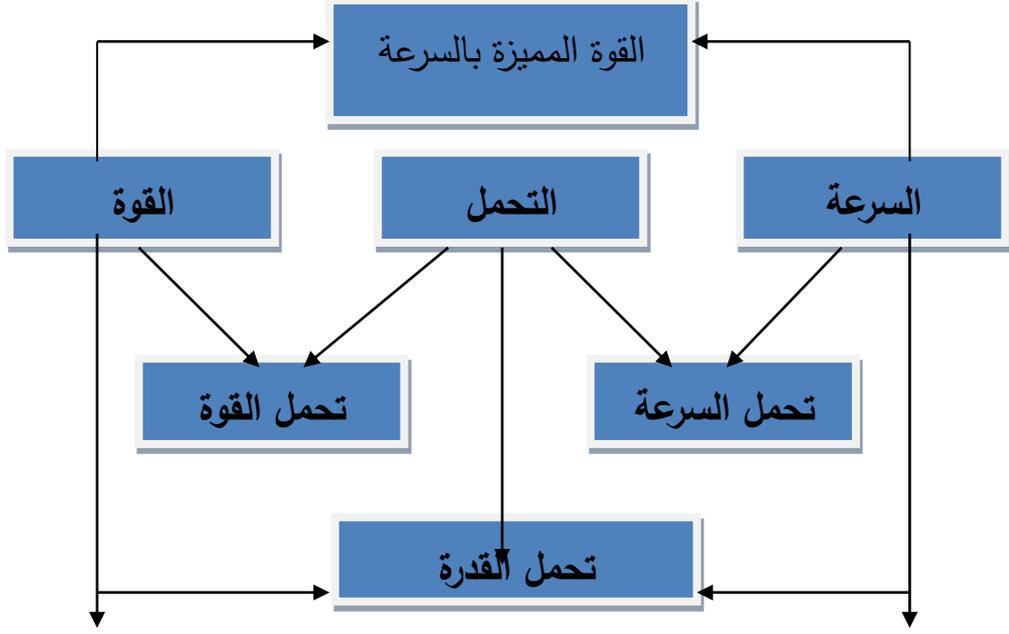 القوة المميزة بالسرعة
السرعة
التحمل
القوة
تحمل السرعة
تحمل القوة
تحمل القدرة